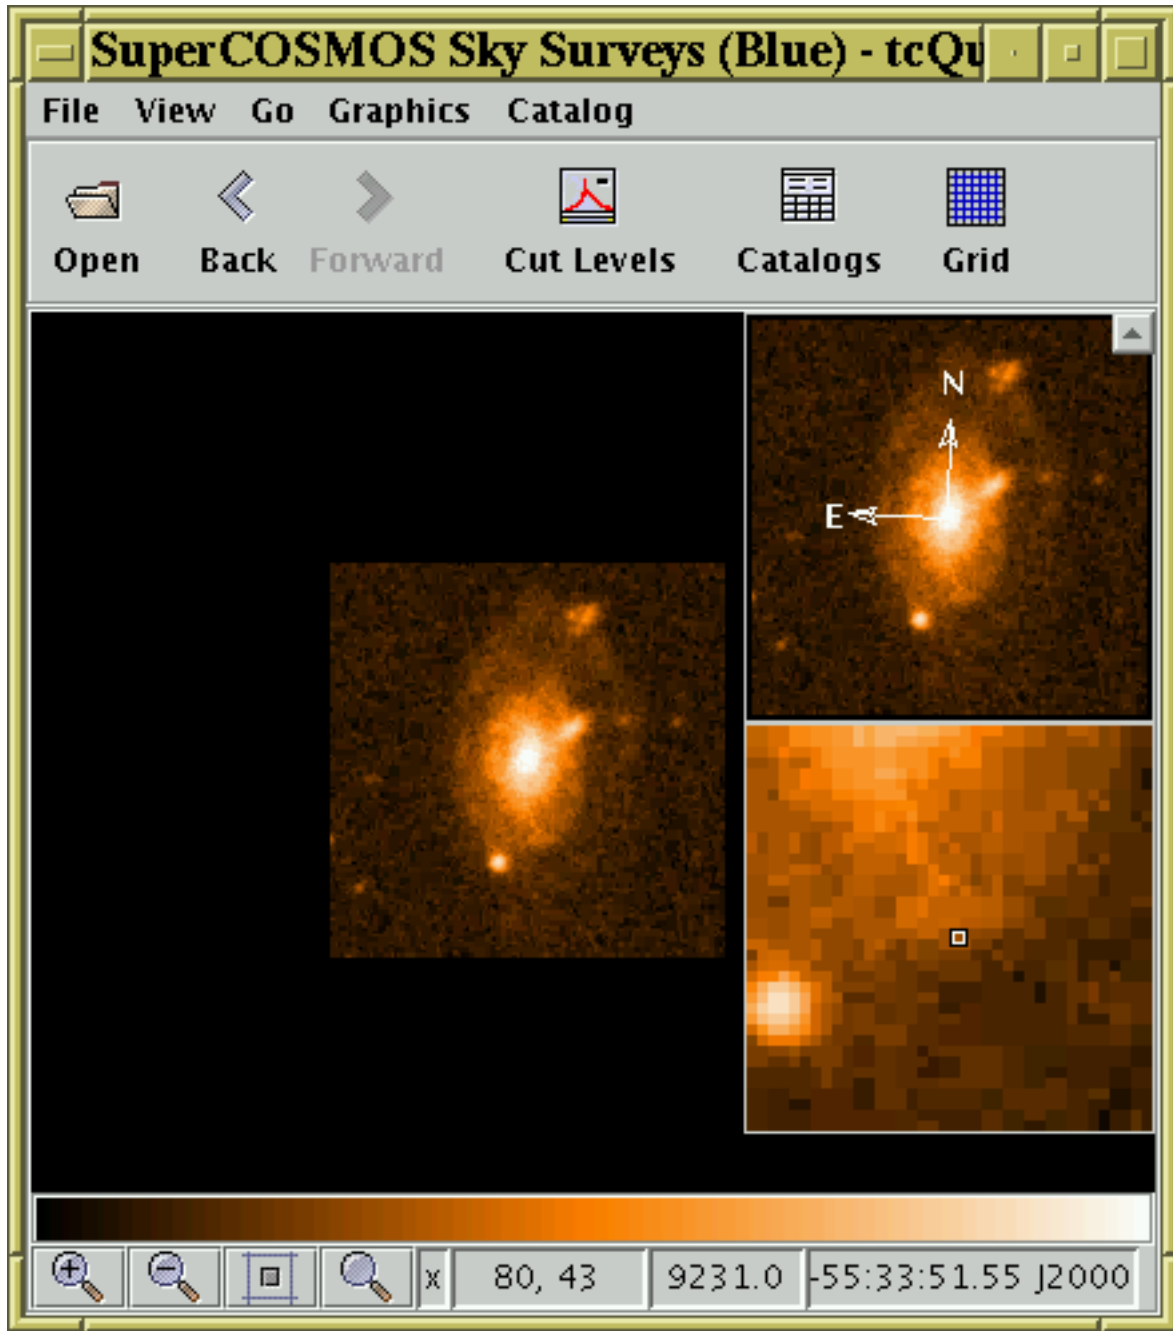 SuperCOSMOS Sky Surveys (Blue) - tcQu
File View Go Graphics Catalog
Open Back Forward Cut Levels Catalogs Grid
N
E
x 80, 43 9231.0 -55:33:51.55 J2000